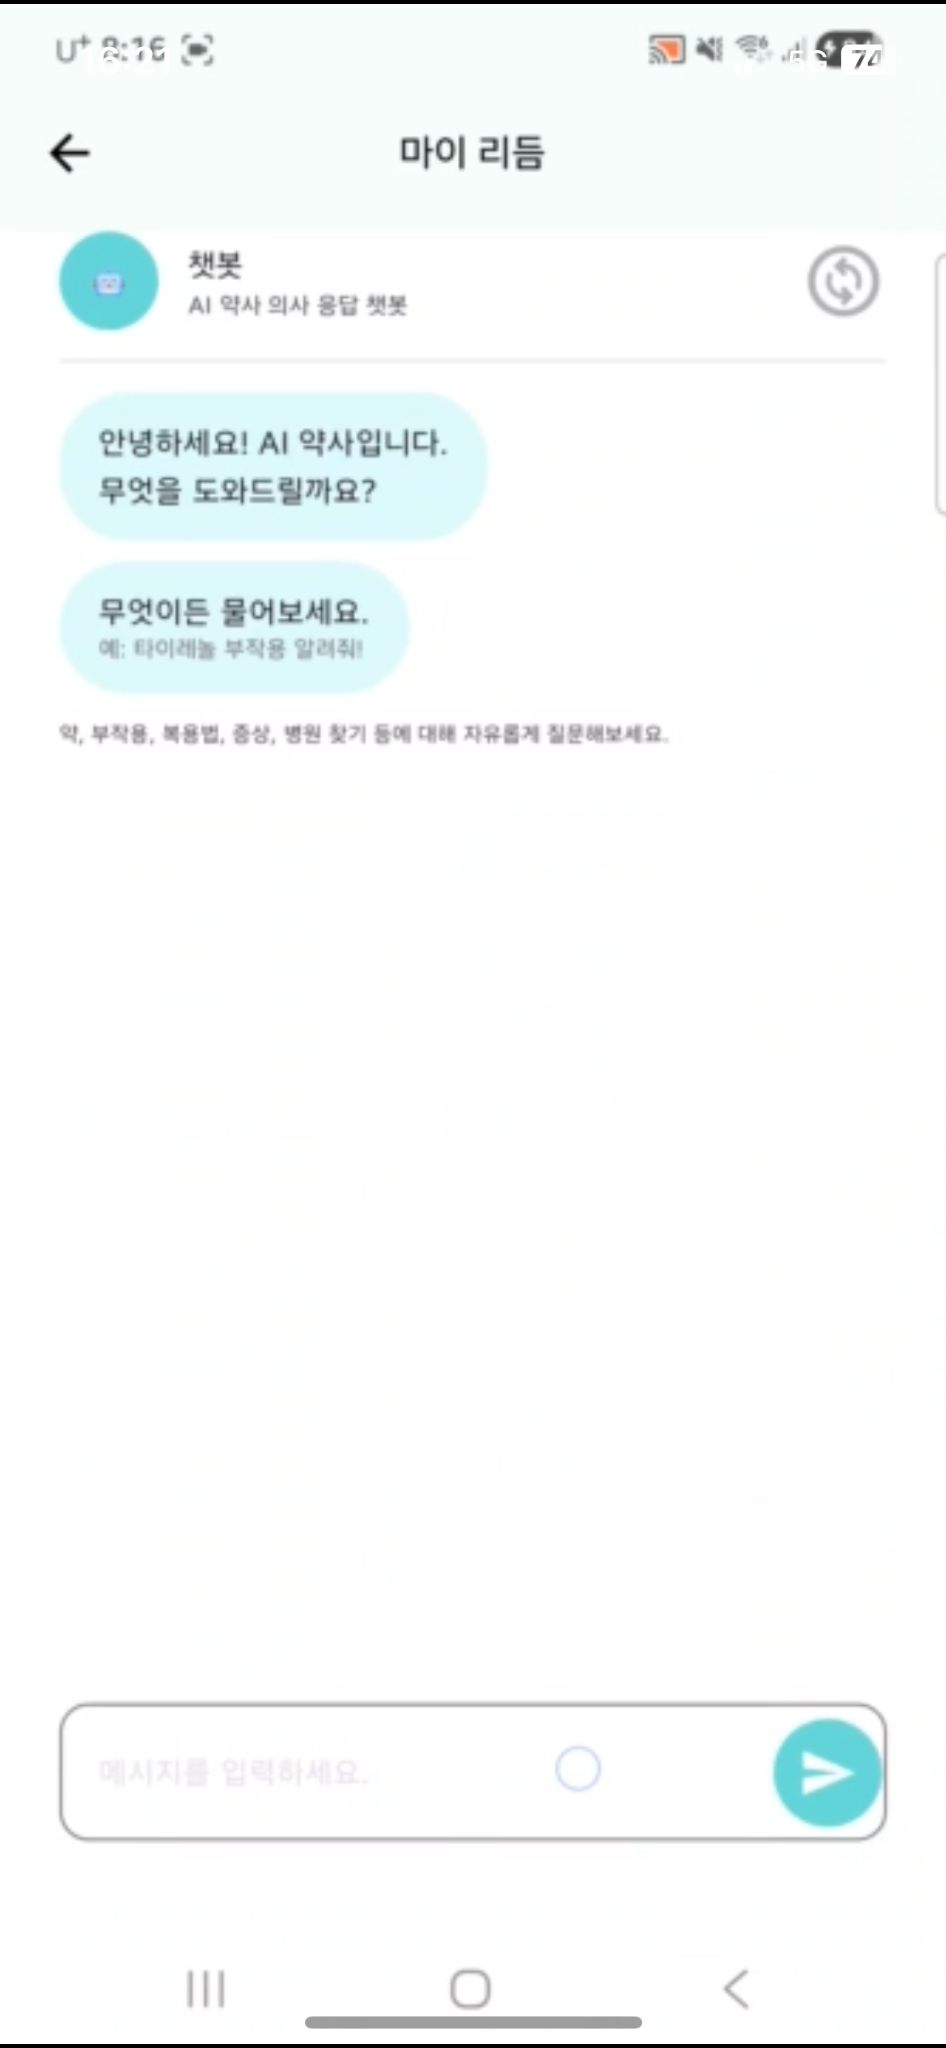 마이 리듬
챗봇
AI 약사 의사 응답 챗봇
안녕하세요! AI 약사입니다.
무엇을 도와드릴까요?
무엇이든 물어보세요.
예: 타이레놀 부작용 알려줘!
약, 부작용, 복용법, 증상, 병원 찾기 등에 대해 자유롭게 질문해보세요.
메시지를 입력하세요.